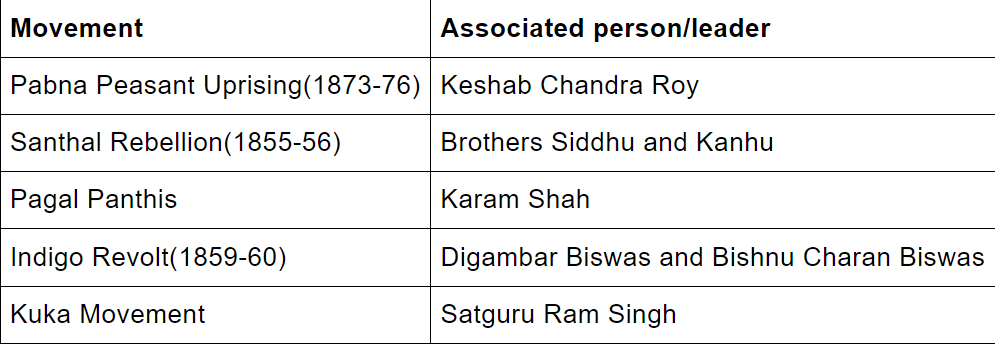 Movement Associated person/leader
Pabna Peasant Uprising(1873-76) Keshab Chandra Roy
Santhal Rebellion(1855-56) Brothers Siddhu and Kanhu
Pagal Panthis Karam Shah
Indigo Revolt(1859-60) Digambar Biswas and Bishnu Charan Biswas
Kuka Movement Satguru Ram Singh